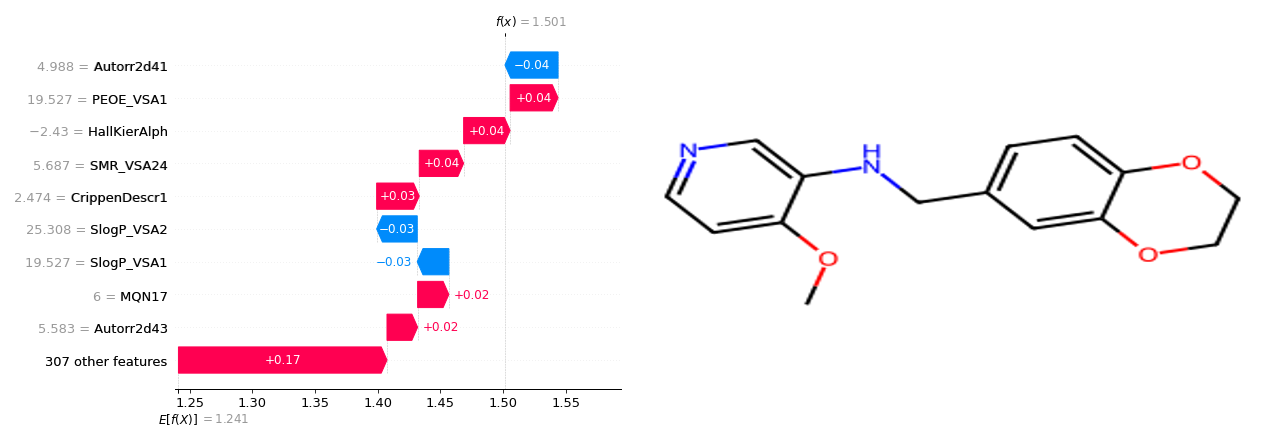 f(x) = 1.501
4.988 = Autorr2d41
−0.04
19.527 = PEOE_VSA1
+0.04
−2.43 = HallKierAlph
+0.04
5.687 = SMR_VSA24
+0.04
2.474 = CrippenDescr1
+0.03
25.308 = SlogP_VSA2
−0.03
19.527 = SlogP_VSA1
−0.03
6 = MQN17
+0.02
5.583 = Autorr2d43
+0.02
307 other features
+0.17
1.25 1.30 1.35 1.40 1.45 1.50 1.55
E[f(X)] = 1.241
N
H
N
O
O
O